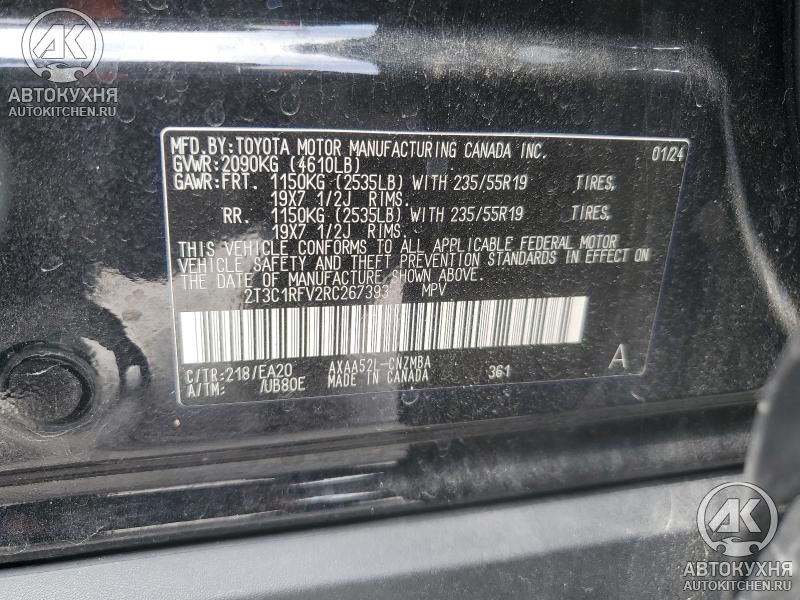 AK
АВТОКУХНЯ
AUTOKITCHEN.RU
MFD.BY:TOYOTA MOTOR MANUFACTURING CANADA INC. 01/24
GVWR:2090KG (4610LB)
GAWR:FRT. 1150KG (2535LB) WITH 235/55R19 TIRES,
19X7 1/2J RIMS.
RR. 1150KG (2535LB) WITH 235/55R19 TIRES,
19X7 1/2J RIMS.
THIS VEHICLE CONFORMS TO ALL APPLICABLE FEDERAL MOTOR
VEHICLE SAFETY AND THEFT PREVENTION STANDARDS IN EFFECT ON
THE DATE OF MANUFACTURE SHOWN ABOVE.
2T3C1RFV2RC267393 MPV
C/TR:218/EA20 AXAA52L-CNZMBA 361 A
A/TM: /UB80E MADE IN CANADA
AK
АВТОКУХНЯ
AUTOKITCHEN.RU